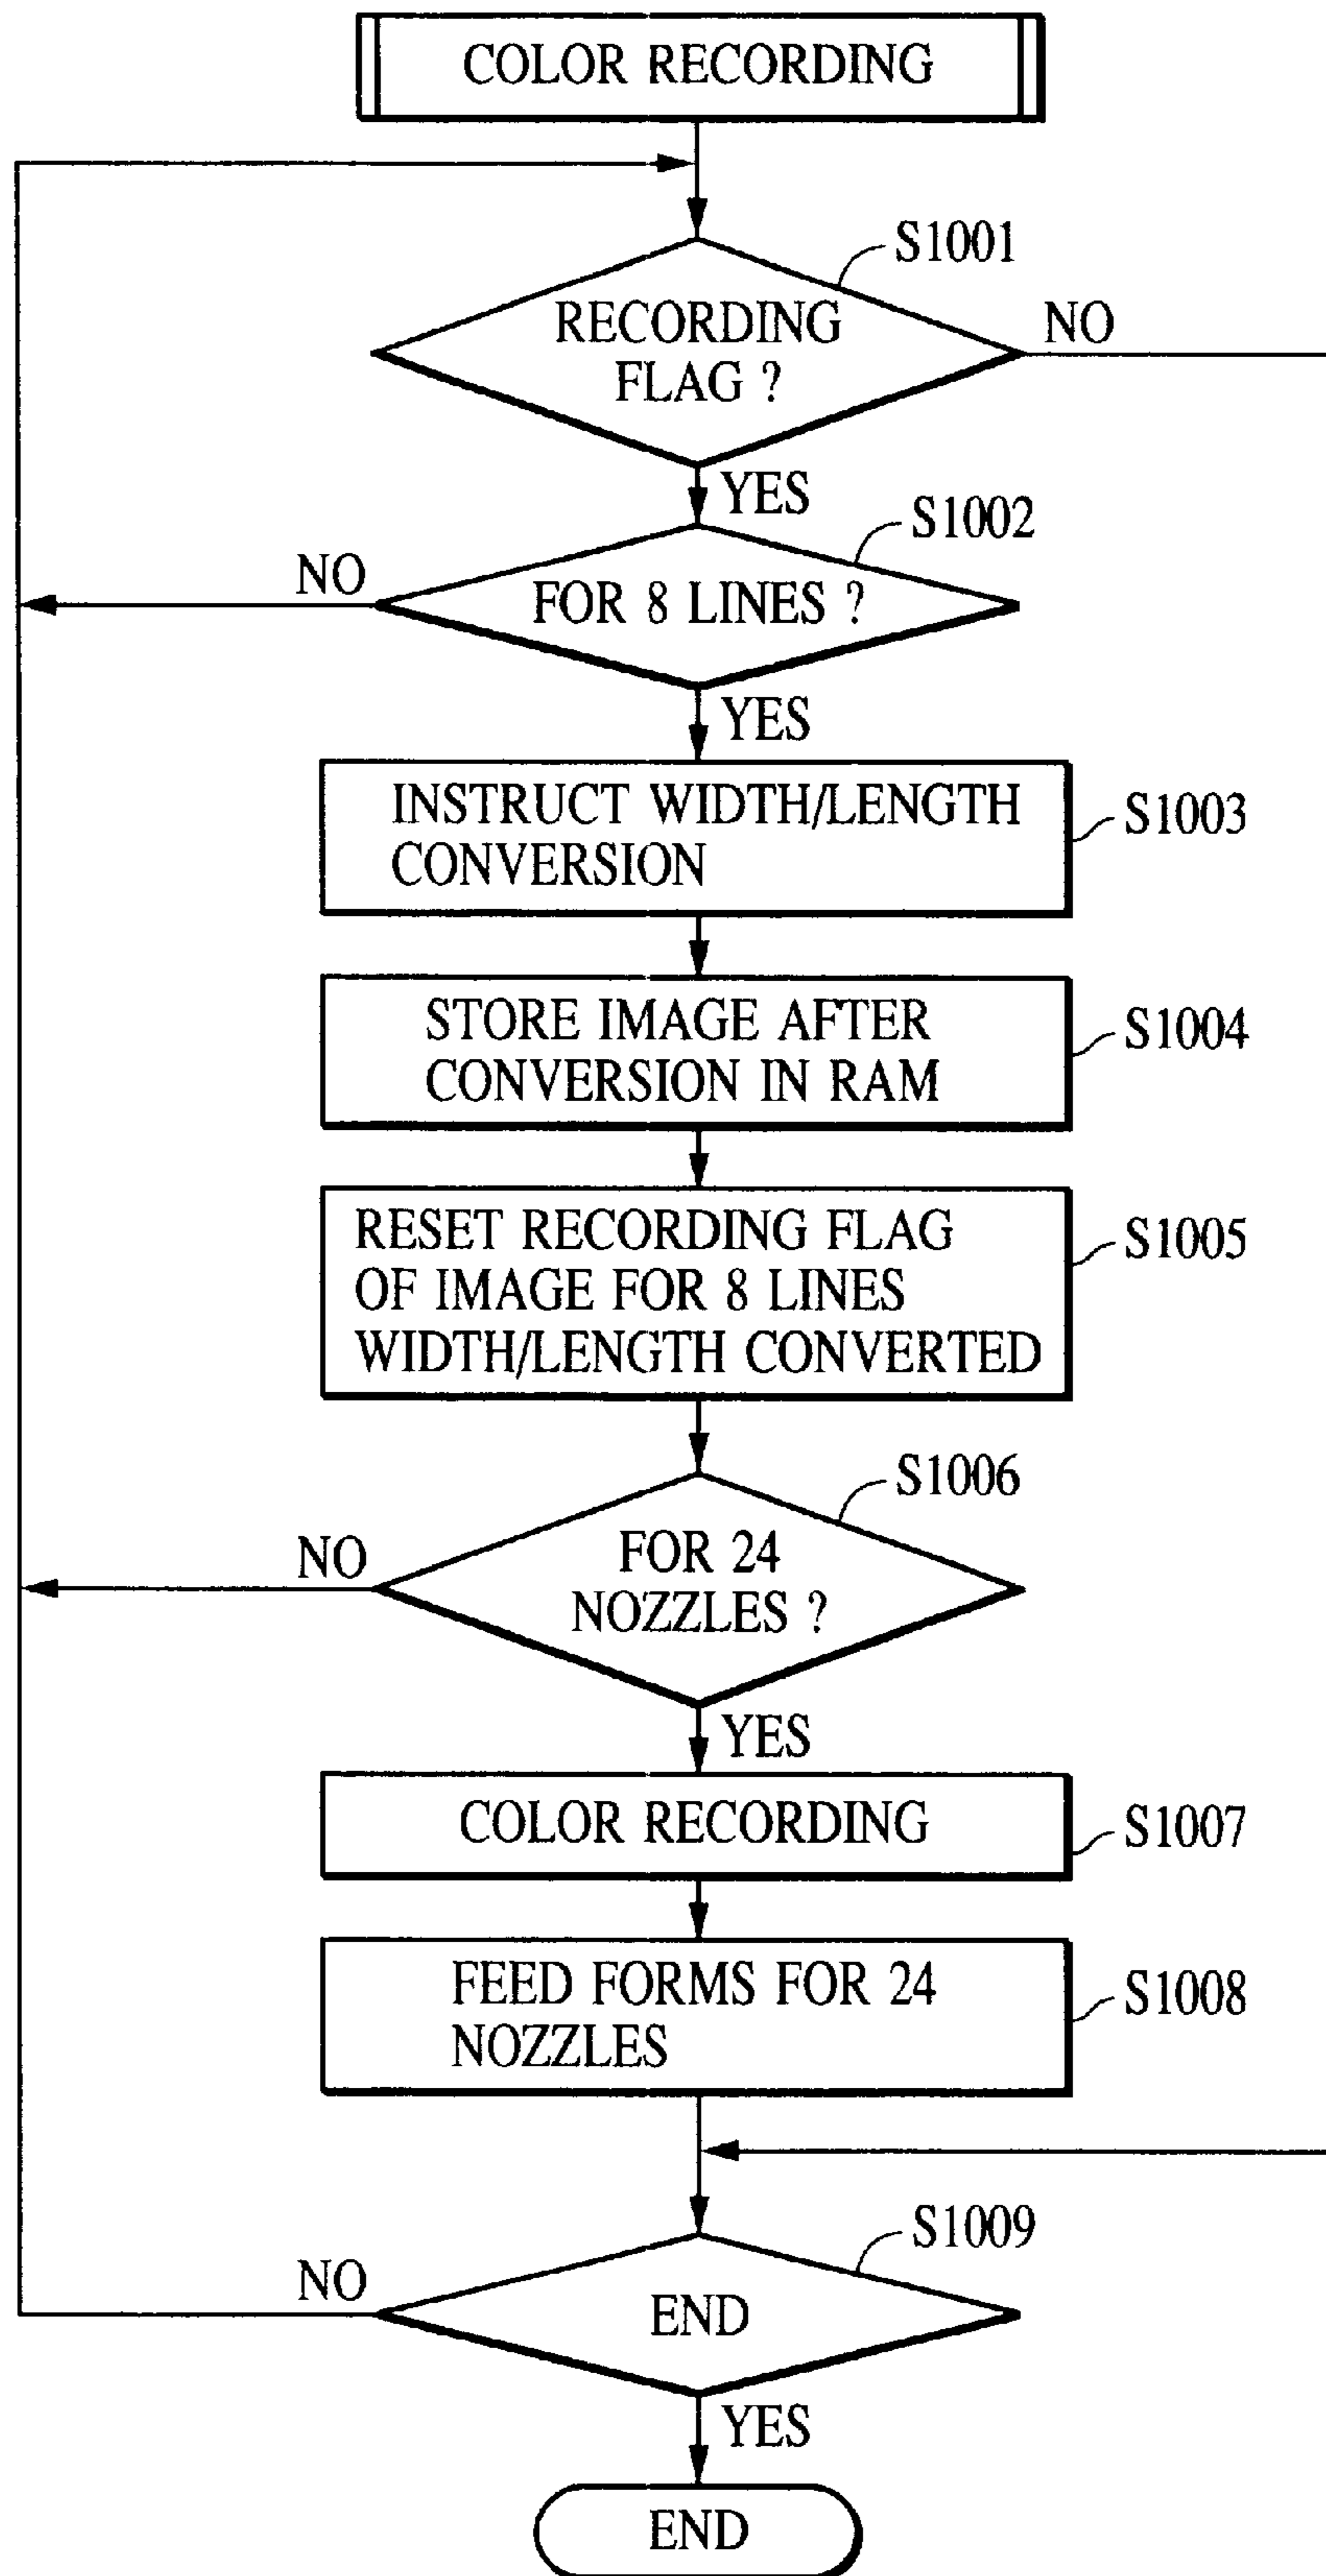 COLOR RECORDING
S1001
RECORDING
FLAG ?
NO
YES
S1002
NO
FOR 8 LINES ?
YES
INSTRUCT WIDTH/LENGTH
CONVERSION
S1003
STORE IMAGE AFTER
CONVERSION IN RAM
S1004
RESET RECORDING FLAG
OF IMAGE FOR 8 LINES
WIDTH/LENGTH CONVERTED
S1005
S1006
NO
FOR 24
NOZZLES ?
YES
COLOR RECORDING
S1007
FEED FORMS FOR 24
NOZZLES
S1008
S1009
NO
END
YES
END